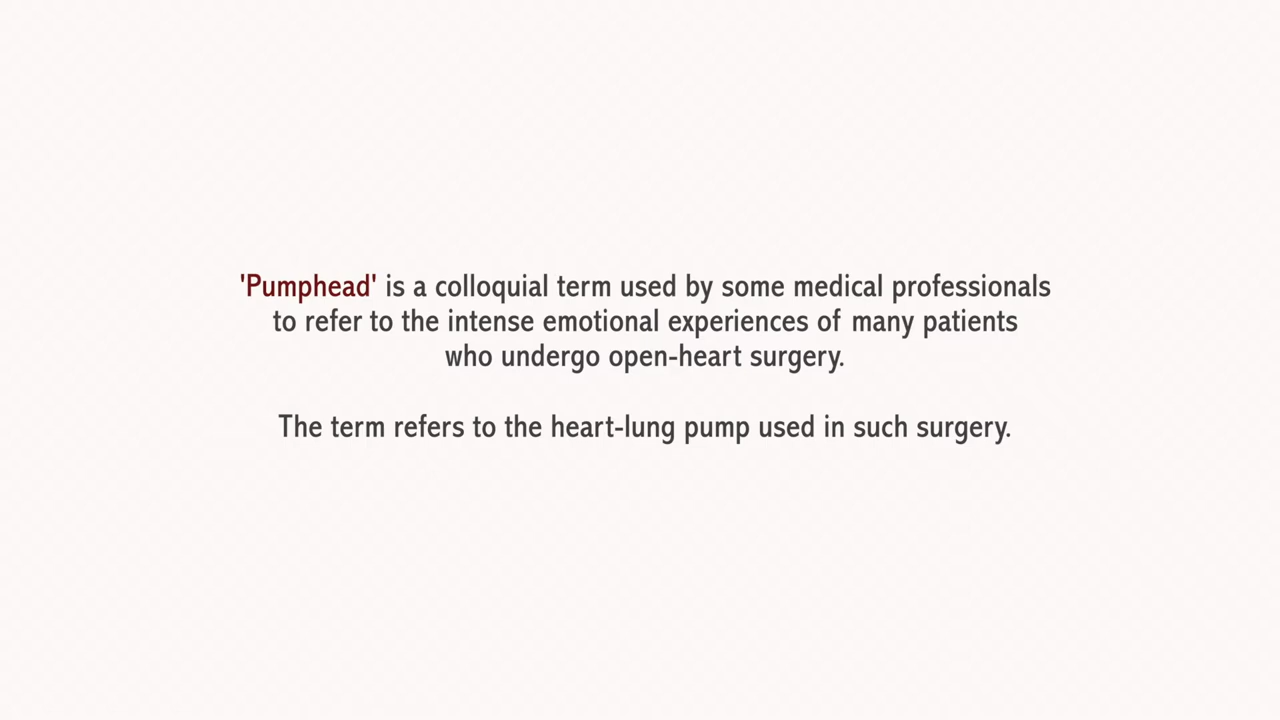 'Pumphead' is a colloquial term used by some medical professionals
to refer to the intense emotional experiences of many patients
who undergo open-heart surgery.
The term refers to the heart-lung pump used in such surgery.